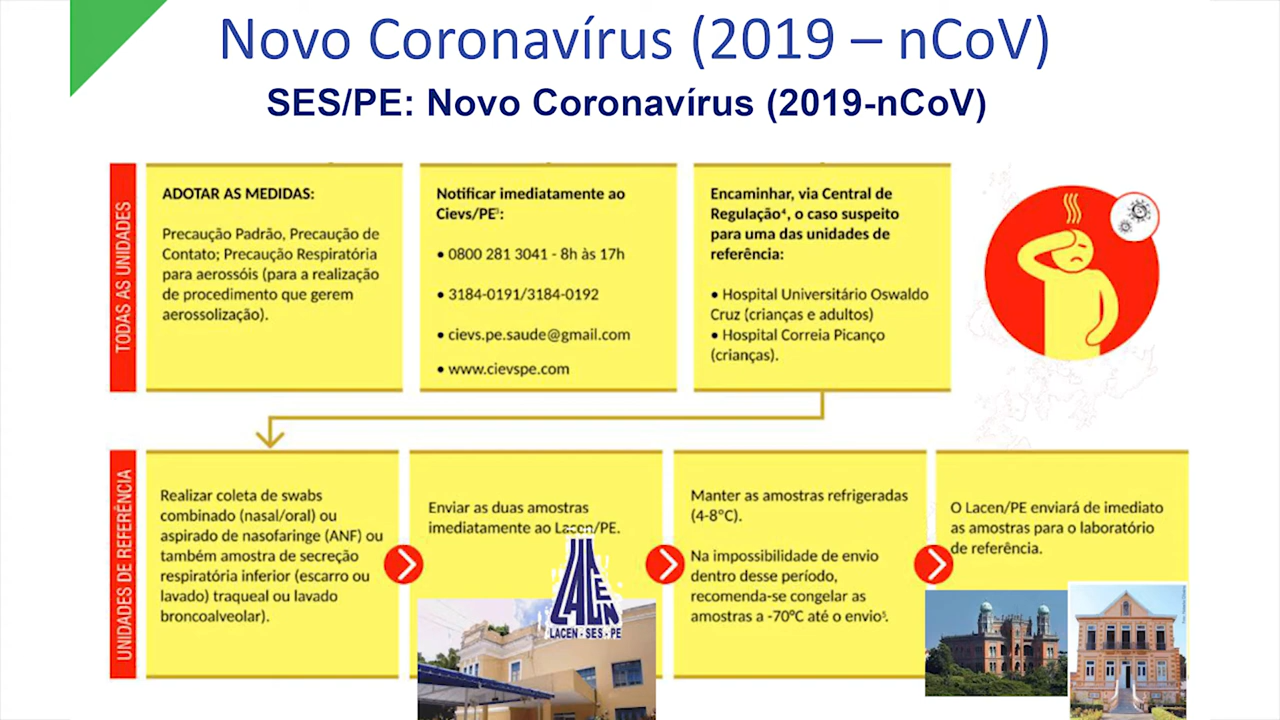 Novo Coronavírus (2019 – nCoV)
SES/PE: Novo Coronavírus (2019-nCoV)
TODAS AS UNIDADES
ADOTAR AS MEDIDAS:
Precaução Padrão, Precaução de
Contato; Precaução Respiratória
para aerossóis (para a realização
de procedimento que gerem
aerossolização).
Notificar imediatamente ao
Cievs/PE³:
• 0800 281 3041 - 8h às 17h
• 3184-0191/3184-0192
• cievs.pe.saude@gmail.com
• www.cievspe.com
Encaminhar, via Central de
Regulação⁴, o caso suspeito
para uma das unidades de
referência:
• Hospital Universitário Oswaldo
Cruz (crianças e adultos)
• Hospital Correia Picanço
(crianças).
UNIDADES DE REFERÊNCIA
Realizar coleta de swabs
combinado (nasal/oral) ou
aspirado de nasofaringe (ANF) ou
também amostra de secreção
respiratória inferior (escarro ou
lavado) traqueal ou lavado
broncoalveolar).
Enviar as duas amostras
imediatamente ao Lacen/PE.
LACEN
LACEN - SES - PE
Manter as amostras refrigeradas
(4-8°C).
Na impossibilidade de envio
dentro desse período,
recomenda-se congelar as
amostras a -70°C até o envio⁵.
O Lacen/PE enviará de imediato
as amostras para o laboratório
de referência.